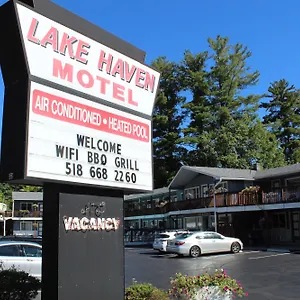 LAKE HAVEN
MOTEL
AIR CONDITIONED • HEATED POOL
WELCOME
WIFI BBQ GRILL
518 668 2260
VACANCY